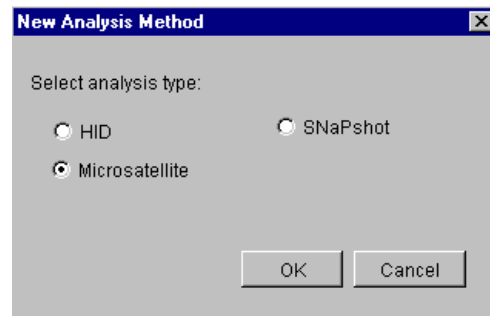 New Analysis Method
Select analysis type:
HID
SNaPshot
Microsatellite
OK
Cancel